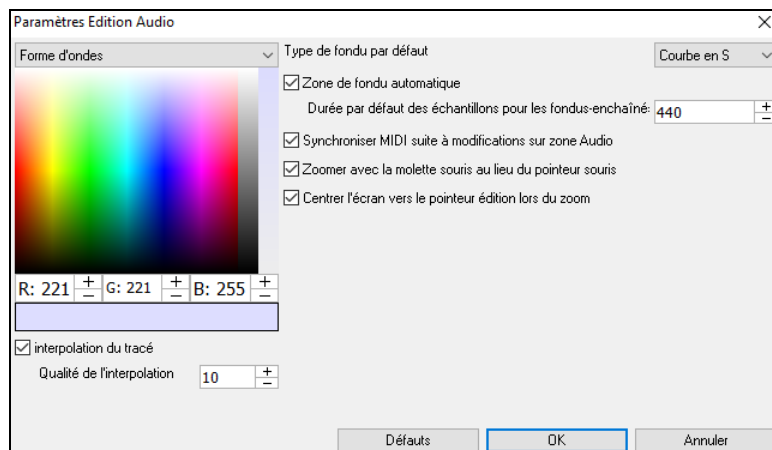 Paramètres Edition Audio
Forme d'ondes
Type de fondu par défaut
Courbe en S
Zone de fondu automatique
Durée par défaut des échantillons pour les fondus-enchaîné:
440
Synchroniser MIDI suite à modifications sur zone Audio
Zoomer avec la molette souris au lieu du pointeur souris
Centrer l'écran vers le pointeur édition lors du zoom
R: 221
G: 221
B: 255
interpolation du tracé
Qualité de l'interpolation
10
Défauts
OK
Annuler